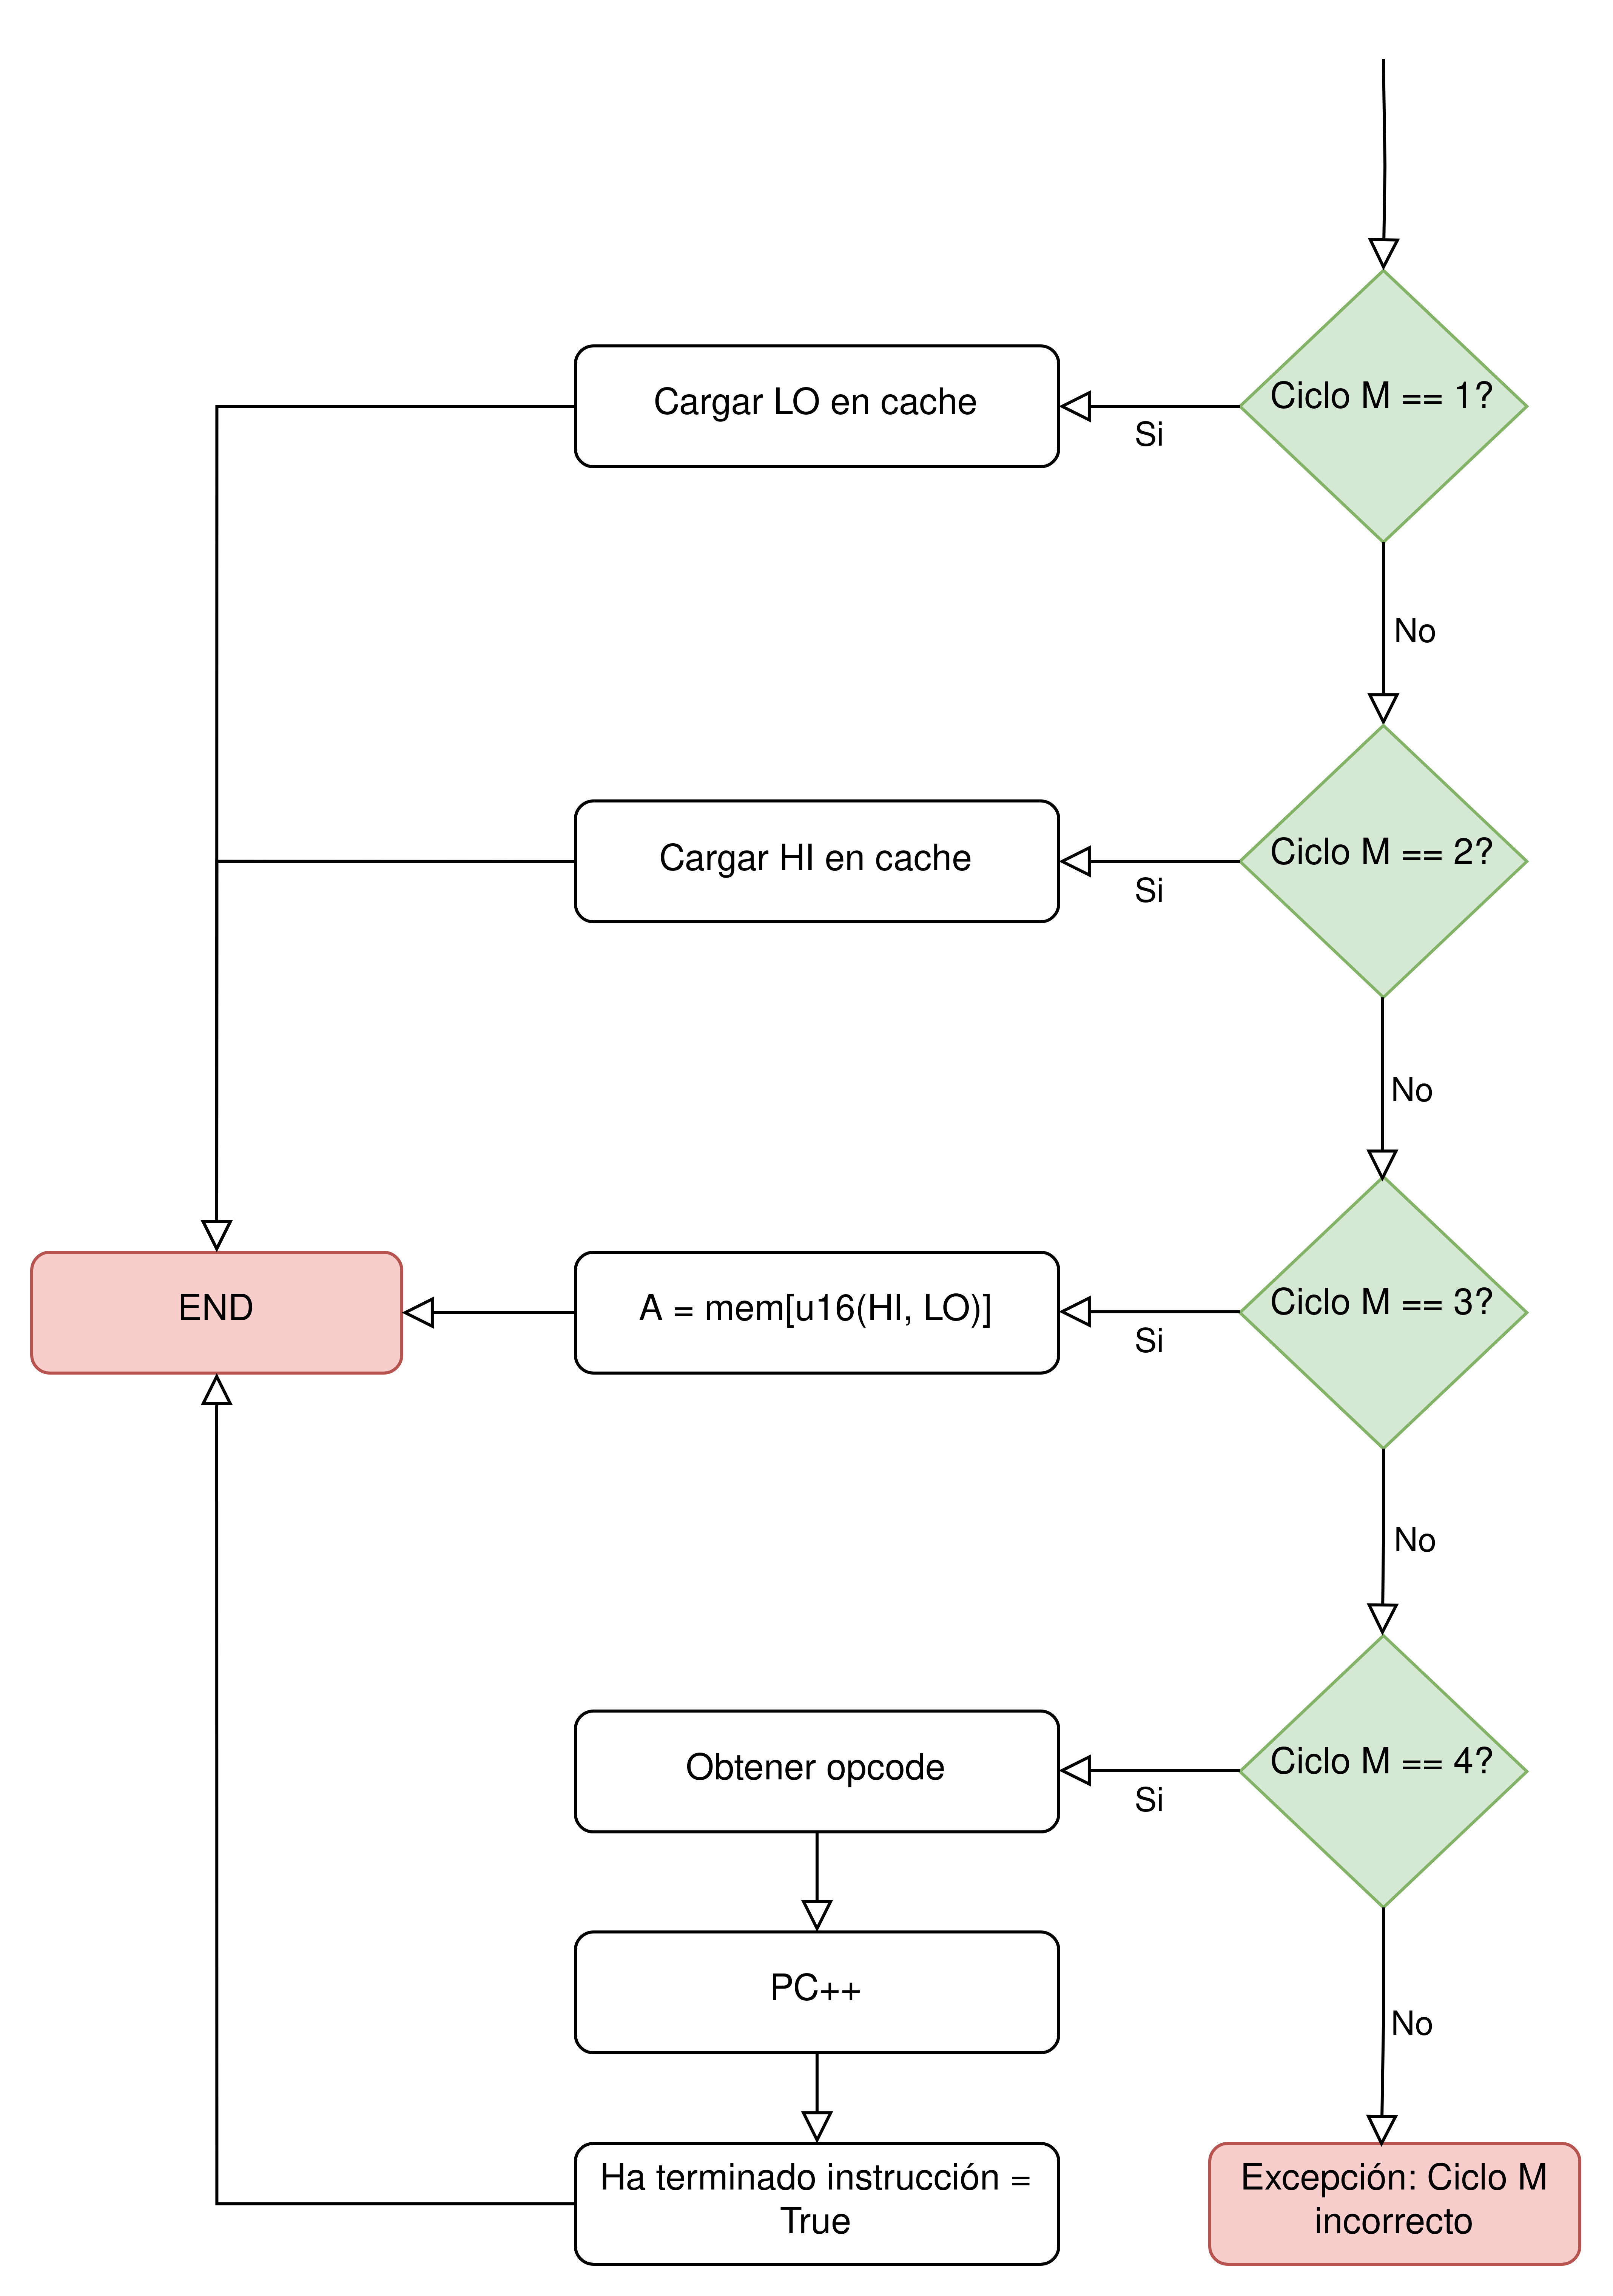 Ciclo M == 1?
Cargar LO en cache
Si
No
Ciclo M == 2?
Cargar HI en cache
Si
No
Ciclo M == 3?
A = mem[u16(HI, LO)]
END
Si
No
Ciclo M == 4?
Obtener opcode
Si
PC++
No
Ha terminado instrucción =
True
Excepción: Ciclo M
incorrecto